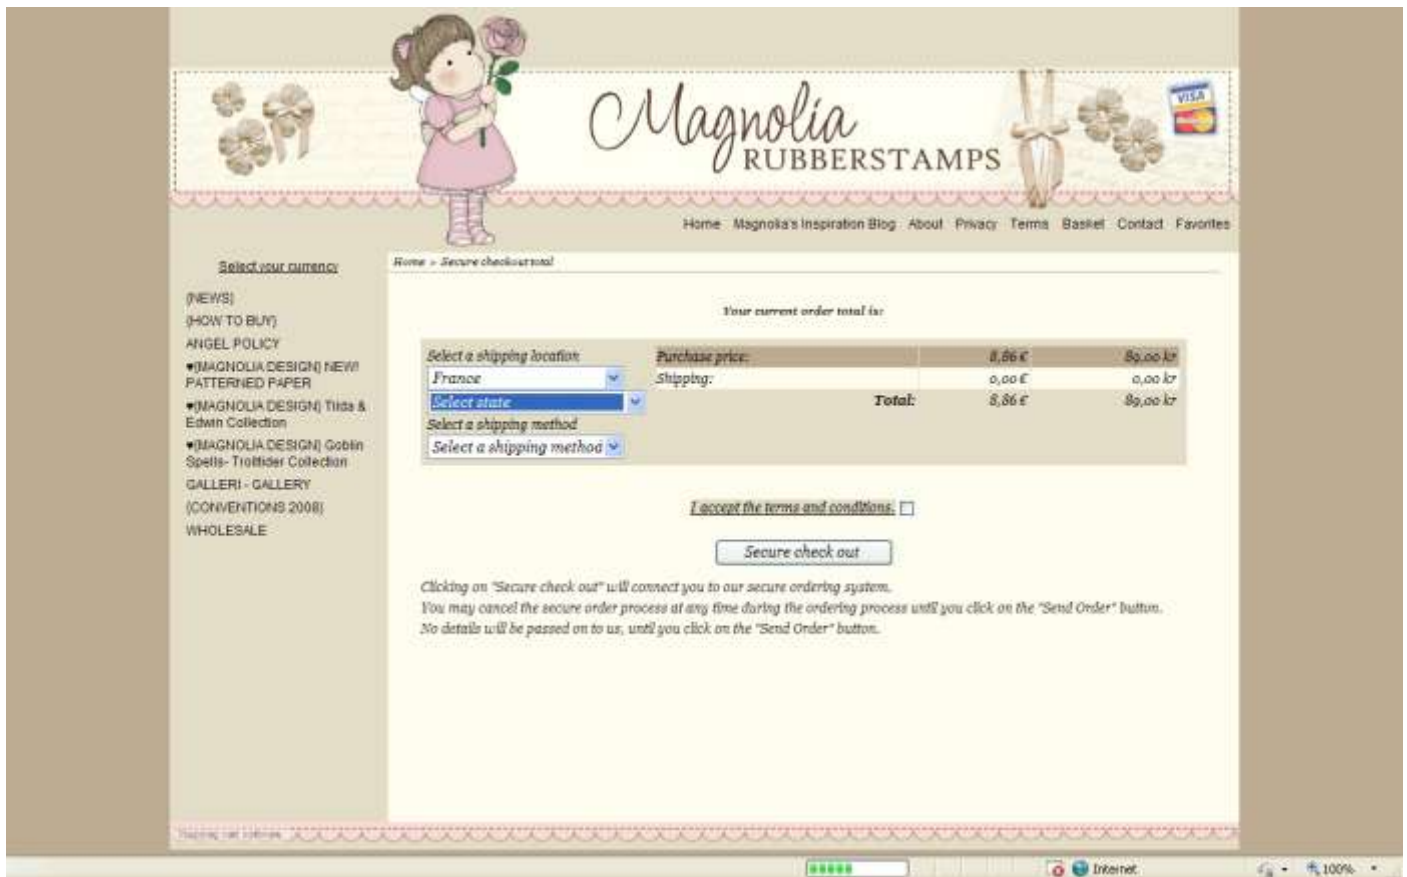 VISA
Magnolia
RUBBERSTAMPS
Home Magnolia's Inspiration Blog About Privacy Terms Basket Contact Favorites
Select your currency
{NEWS}
{HOW TO BUY}
ANGEL POLICY
♥{MAGNOLIA DESIGN} NEW!
PATTERNED PAPER
♥{MAGNOLIA DESIGN} Tilda &
Edwin Collection
♥{MAGNOLIA DESIGN} Goblin
Spells- Trolltider Collection
GALLERI - GALLERY
{CONVENTIONS 2008}
WHOLESALE
Home > Secure checkout total
Your current order total is:
Select a shipping location
France
Select state
Select a shipping method
Select a shipping method
Purchase price: 8,86 € 89,00 kr
Shipping: 0,00 € 0,00 kr
Total: 8,86 € 89,00 kr
I accept the terms and conditions.
Secure check out
Clicking on "Secure check out" will connect you to our secure ordering system.
You may cancel the secure order process at any time during the ordering process until you click on the "Send Order" button.
No details will be passed on to us, until you click on the "Send Order" button.
Internet 100%